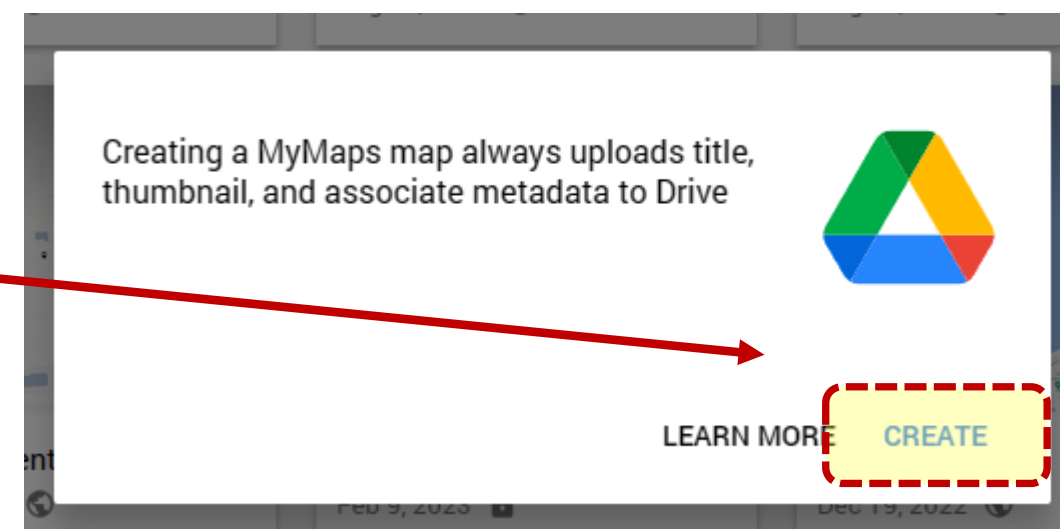 Creating a MyMaps map always uploads title,
thumbnail, and associate metadata to Drive
LEARN MORE CREATE
ent
Feb 9, 2023
Dec 19, 2022